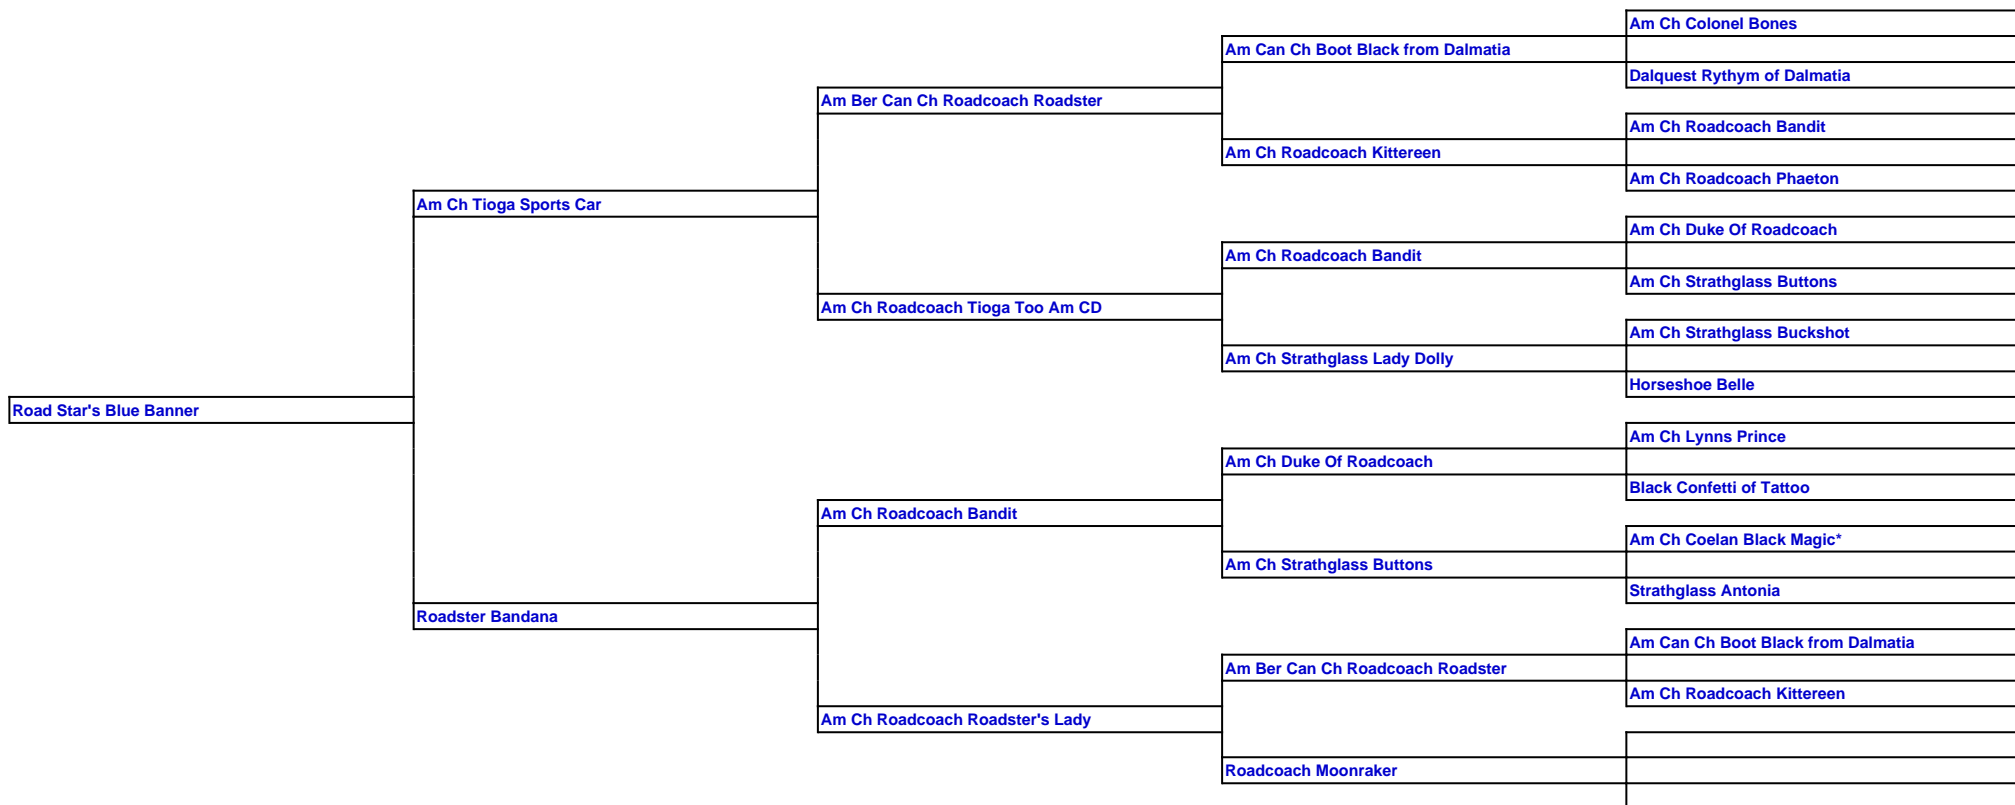 Am Ch Colonel Bones
Am Can Ch Boot Black from Dalmatia
Dalquest Rythym of Dalmatia
Am Ber Can Ch Roadcoach Roadster
Am Ch Roadcoach Bandit
Am Ch Roadcoach Kittereen
Am Ch Roadcoach Phaeton
Am Ch Tioga Sports Car
Am Ch Duke Of Roadcoach
Am Ch Roadcoach Bandit
Am Ch Strathglass Buttons
Am Ch Roadcoach Tioga Too Am CD
Am Ch Strathglass Buckshot
Am Ch Strathglass Lady Dolly
Horseshoe Belle
Road Star's Blue Banner
Am Ch Lynns Prince
Am Ch Duke Of Roadcoach
Black Confetti of Tattoo
Am Ch Roadcoach Bandit
Am Ch Coelan Black Magic*
Am Ch Strathglass Buttons
Strathglass Antonia
Roadster Bandana
Am Can Ch Boot Black from Dalmatia
Am Ber Can Ch Roadcoach Roadster
Am Ch Roadcoach Kittereen
Am Ch Roadcoach Roadster's Lady
Roadcoach Moonraker